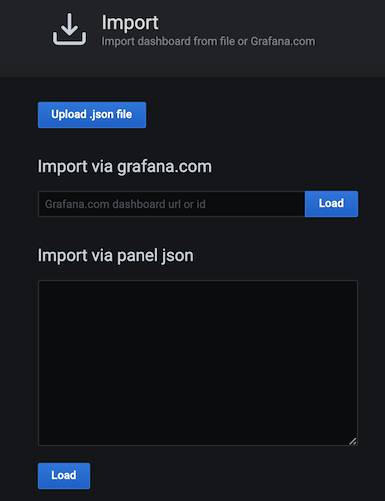 Import
Import dashboard from file or Grafana.com
Upload .json file
Import via grafana.com
Grafana.com dashboard url or id
Load
Import via panel json
Load